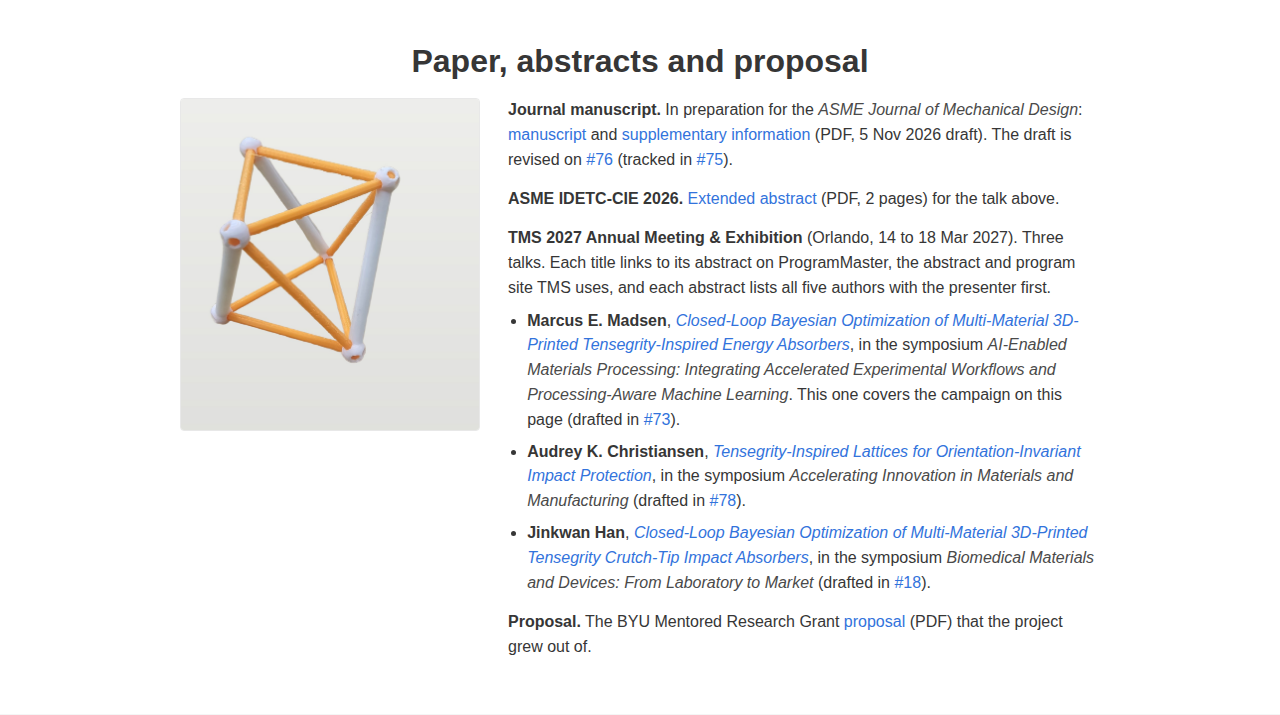 Paper, abstracts and proposal
Journal manuscript. In preparation for the ASME Journal of Mechanical Design:
manuscript and supplementary information (PDF, 5 Nov 2026 draft). The draft is
revised on #76 (tracked in #75).
ASME IDETC-CIE 2026. Extended abstract (PDF, 2 pages) for the talk above.
TMS 2027 Annual Meeting & Exhibition (Orlando, 14 to 18 Mar 2027). Three
talks. Each title links to its abstract on ProgramMaster, the abstract and program
site TMS uses, and each abstract lists all five authors with the presenter first.
• Marcus E. Madsen, Closed-Loop Bayesian Optimization of Multi-Material 3D-
Printed Tensegrity-Inspired Energy Absorbers, in the symposium AI-Enabled
Materials Processing: Integrating Accelerated Experimental Workflows and
Processing-Aware Machine Learning. This one covers the campaign on this
page (drafted in #73).
• Audrey K. Christiansen, Tensegrity-Inspired Lattices for Orientation-Invariant
Impact Protection, in the symposium Accelerating Innovation in Materials and
Manufacturing (drafted in #78).
• Jinkwan Han, Closed-Loop Bayesian Optimization of Multi-Material 3D-Printed
Tensegrity Crutch-Tip Impact Absorbers, in the symposium Biomedical Materials
and Devices: From Laboratory to Market (drafted in #18).
Proposal. The BYU Mentored Research Grant proposal (PDF) that the project
grew out of.